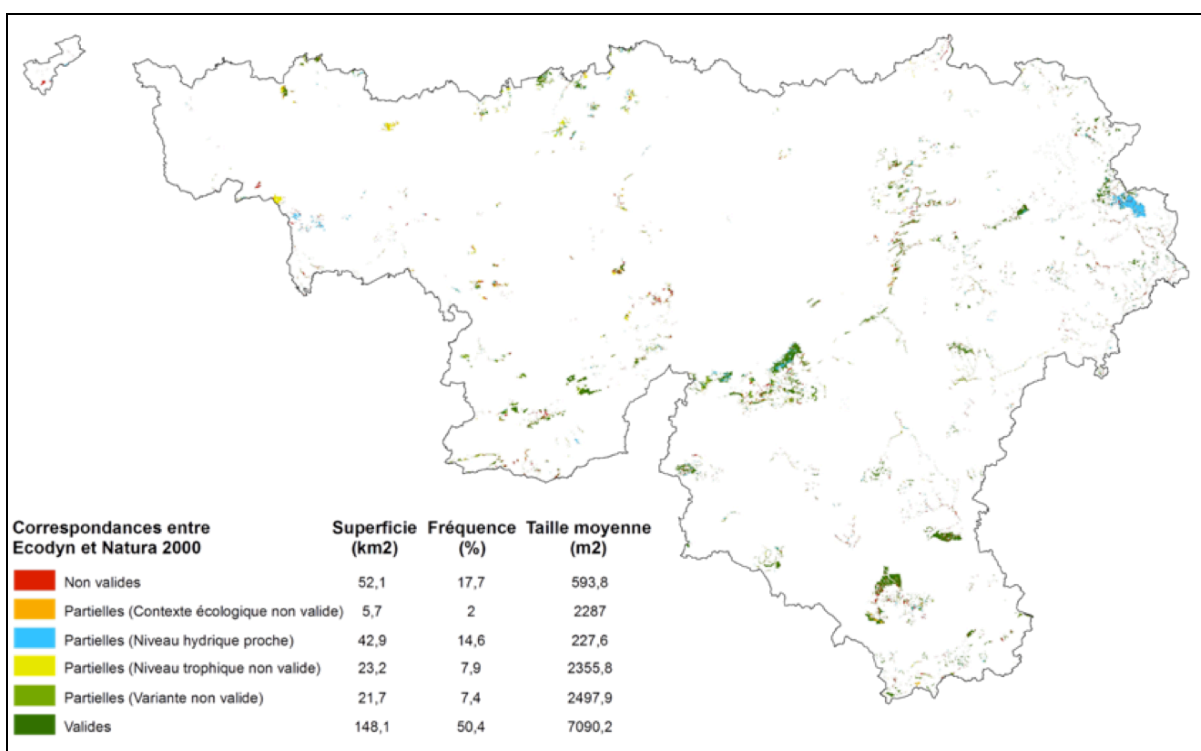 Correspondances entre Ecodyn et Natura 2000 Superficie (km2) Fréquence (%) Taille moyenne (m2)
Non valides 52,1 17,7 593,8
Partielles (Contexte écologique non valide) 5,7 2 2287
Partielles (Niveau hydrique proche) 42,9 14,6 227,6
Partielles (Niveau trophique non valide) 23,2 7,9 2355,8
Partielles (Variante non valide) 21,7 7,4 2497,9
Valides 148,1 50,4 7090,2